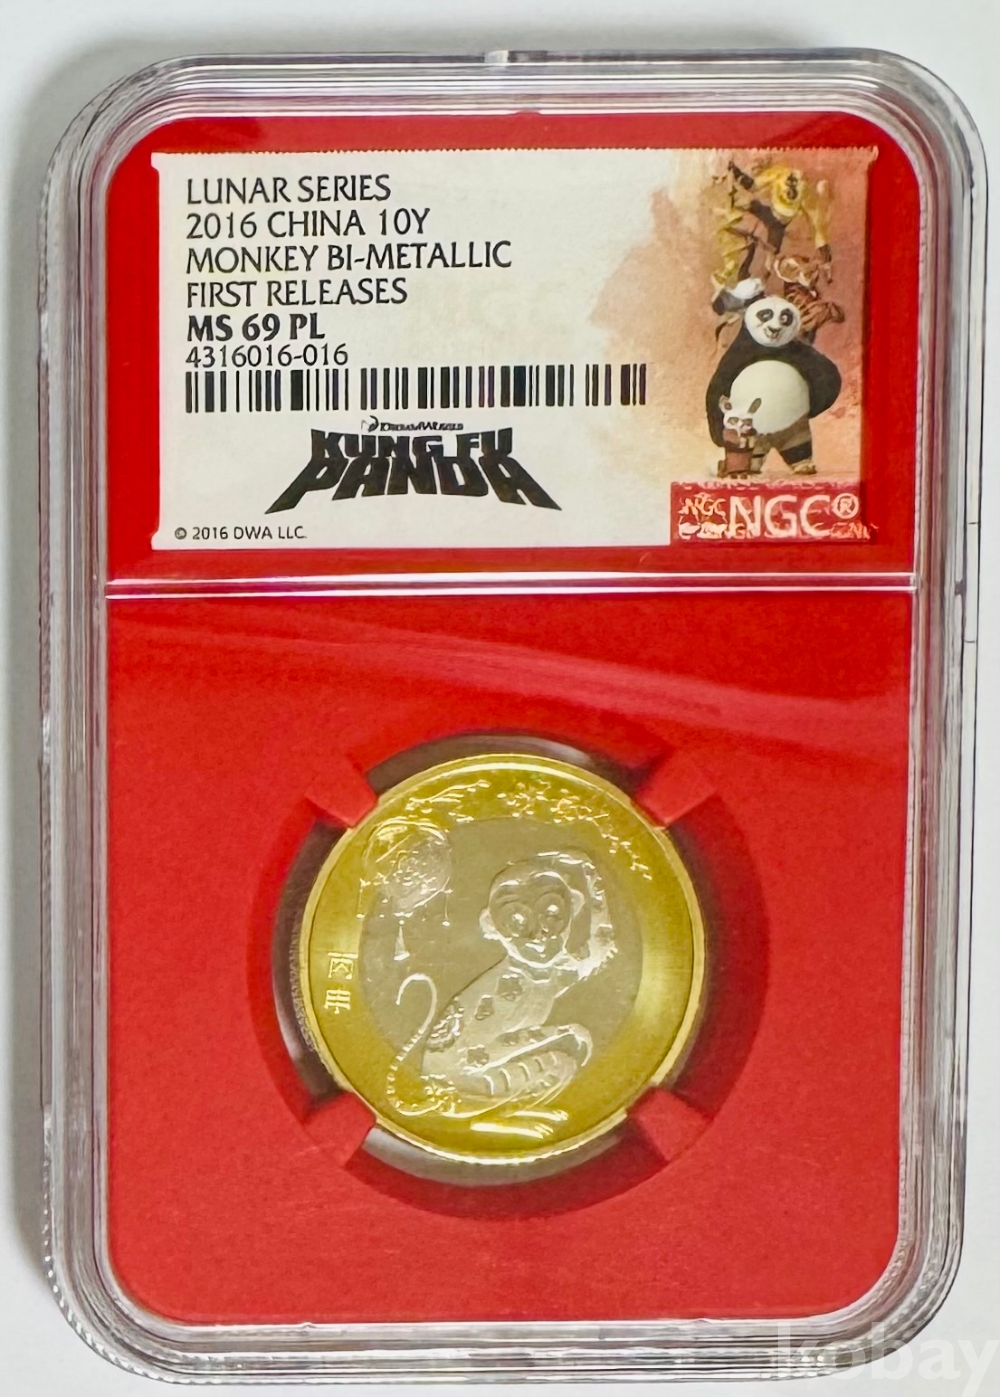 LUNAR SERIES
2016 CHINA 10Y
MONKEY BI-METALLIC
FIRST RELEASES
MS 69 PL
4316016-016
DREAMWORKS
KUNG FU
PANDA
© 2016 DWA LLC.
NGC NGC®
丙申
kobay